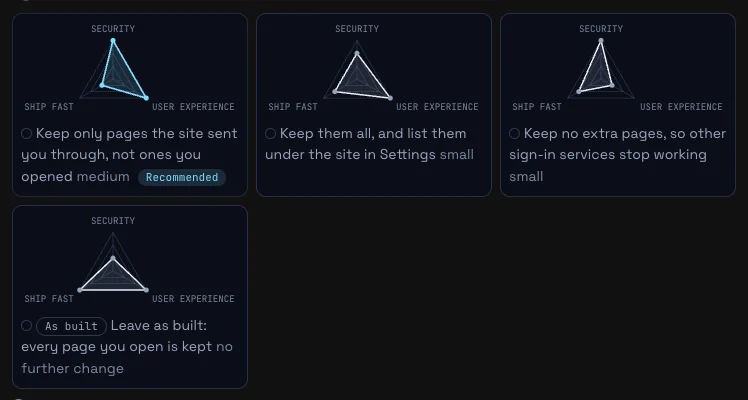 SECURITY
SHIP FAST
USER EXPERIENCE
Keep only pages the site sent
you through, not ones you
opened medium Recommended
SECURITY
SHIP FAST
USER EXPERIENCE
Keep them all, and list them
under the site in Settings small
SECURITY
SHIP FAST
USER EXPERIENCE
Keep no extra pages, so other
sign-in services stop working
small
SECURITY
SHIP FAST
USER EXPERIENCE
As built Leave as built:
every page you open is kept no
further change